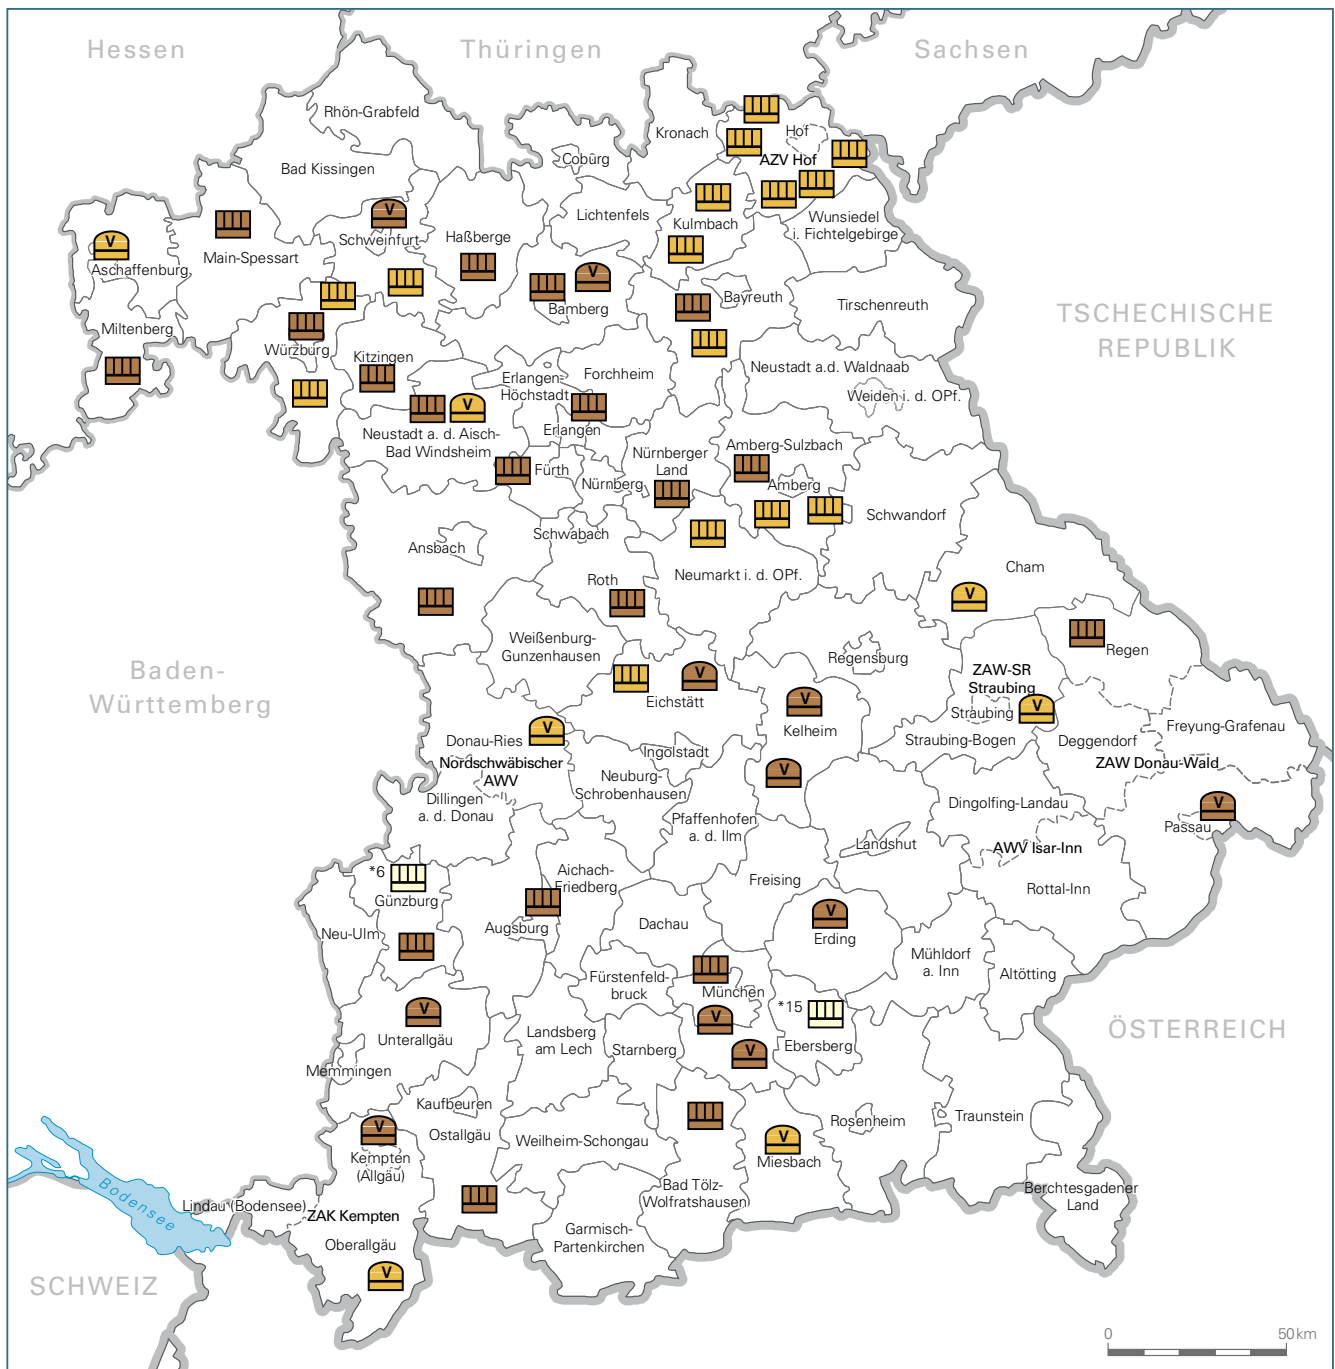 Hessen
Thüringen
Sachsen
Rhön-Grabfeld
Kronach
Hof
AZV Hof
Coburg
Bad Kissingen
Lichtenfels
Kulmbach
Wunsiedel
i. Fichtelgebirge
V
Schweinfurt
Haßberge
V
Aschaffenburg
Main-Spessart
V
Bamberg
Bayreuth
Tirschenreuth
TSCHECHISCHE
REPUBLIK
Miltenberg
Würzburg
Kitzingen
Erlangen-
Höchstadt
Forchheim
Neustadt a.d. Waldnaab
Weiden i. d. OPf.
V
Neustadt a. d. Aisch-
Bad Windsheim
Erlangen
Fürth
Nürnberg
Nürnberger
Land
Amberg-Sulzbach
Amberg
Schwandorf
Ansbach
Schwabach
Roth
Neumarkt i. d. OPf.
Cham
V
Weißenburg-
Gunzenhausen
Regensburg
Regen
Baden-
Württemberg
V
Eichstätt
V
Kelheim
ZAW-SR
Straubing
Straubing
V
Straubing-Bogen
Deggendorf
Freyung-Grafenau
ZAW Donau-Wald
V
Donau-Ries
Nordschwäbischer
AWV
Dillingen
a. d. Donau
Ingolstadt
Neuburg-
Schrobenhausen
V
Pfaffenhofen
a. d. Ilm
Landshut
Dingolfing-Landau
AWV Isar-Inn
Rottal-Inn
V
Passau
*6
Günzburg
Neu-Ulm
Aichach-
Friedberg
Augsburg
Dachau
Freising
V
Erding
Mühldorf
a. Inn
Altötting
Fürstenfeld-
bruck
München
V
V
*15
Ebersberg
ÖSTERREICH
V
Unterallgäu
Memmingen
Landsberg
am Lech
Starnberg
Kaufbeuren
Ostallgäu
Weilheim-Schongau
V
Miesbach
Rosenheim
Traunstein
V
Kempten
(Allgäu)
Bad Tölz-
Wolfratshausen
Berchtesgadener
Land
Bodensee
Lindau (Bodensee)
ZAK Kempten
Oberallgäu
V
Garmisch-
Partenkirchen
SCHWEIZ
0
50 km